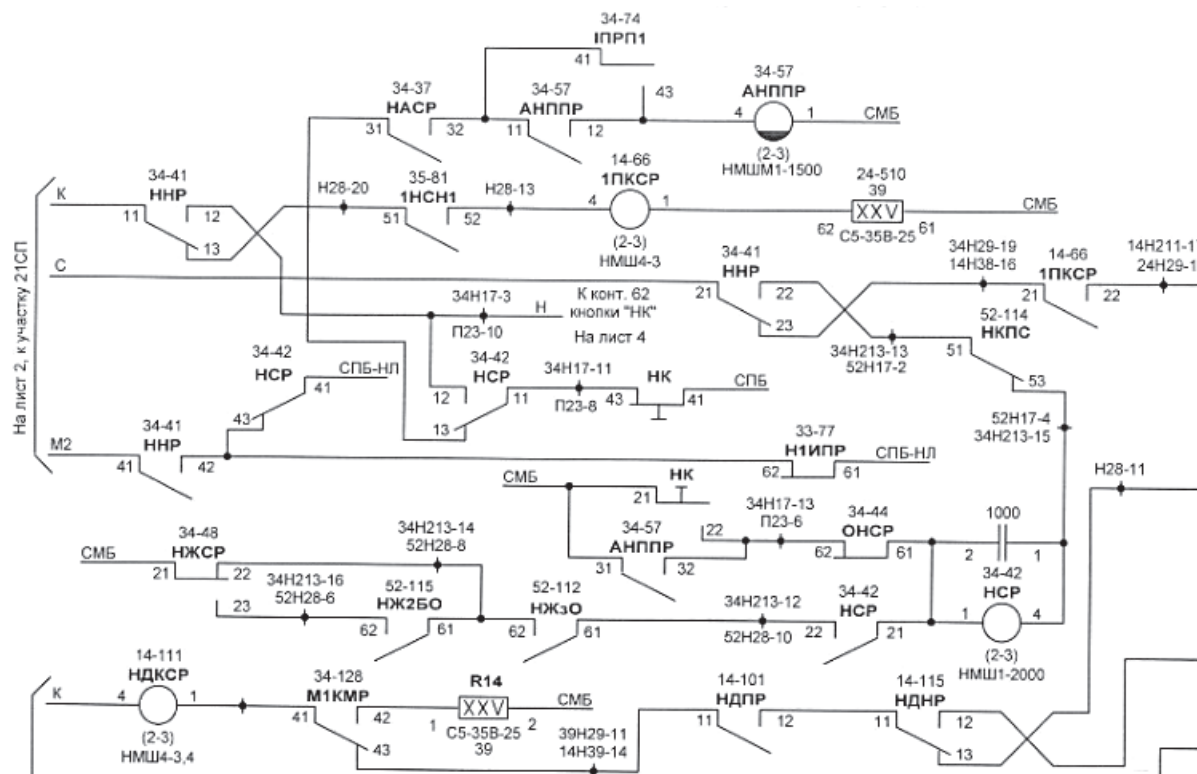 34-74
IПРП1
41
43
34-37
НАСР
31
32
34-57
АНППР
11
12
34-57
АНППР
4
1
СМБ
(2-3)
НМШМ1-1500
На лист 2, к участку 21СП
К
34-41
ННР
11
12
13
Н28-20
35-81
1НСН1
51
52
Н28-13
14-66
1ПКСР
4
1
(2-3)
НМШ4-3
24-510
39
XXV
62
61
С5-35В-25
СМБ
С
34-41
ННР
21
22
23
34Н29-19
14Н38-16
14-66
1ПКСР
21
22
14Н211-1
24Н29-1
34Н17-3
Н
П23-10
К конт. 62
кнопки "НК"
На лист 4
34Н213-13
52Н17-2
52-114
НКПС
51
53
34-42
НСР
СПБ-НЛ
41
43
34-42
НСР
12
11
13
34Н17-11
П23-8
НК
43
41
СПБ
52Н17-4
34Н213-15
М2
34-41
ННР
41
42
33-77
Н1ИПР
62
61
СПБ-НЛ
Н28-11
СМБ
НК
21
22
34-57
АНППР
31
32
34Н17-13
П23-6
34-44
ОНСР
62
61
1000
2
1
34-42
НСР
1
4
(2-3)
НМШ1-2000
34-48
НЖСР
СМБ
21
22
23
34Н213-14
52Н28-8
34Н213-16
52Н28-6
52-115
НЖ2БО
62
61
52-112
НЖзО
62
61
34Н213-12
52Н28-10
34-42
НСР
22
21
К
14-111
НДКСР
4
1
(2-3)
НМШ4-3,4
34-128
М1КМР
41
42
43
R14
XXV
1
2
С5-35В-25
39
СМБ
39Н29-11
14Н39-14
14-101
НДПР
11
12
14-115
НДНР
11
12
13